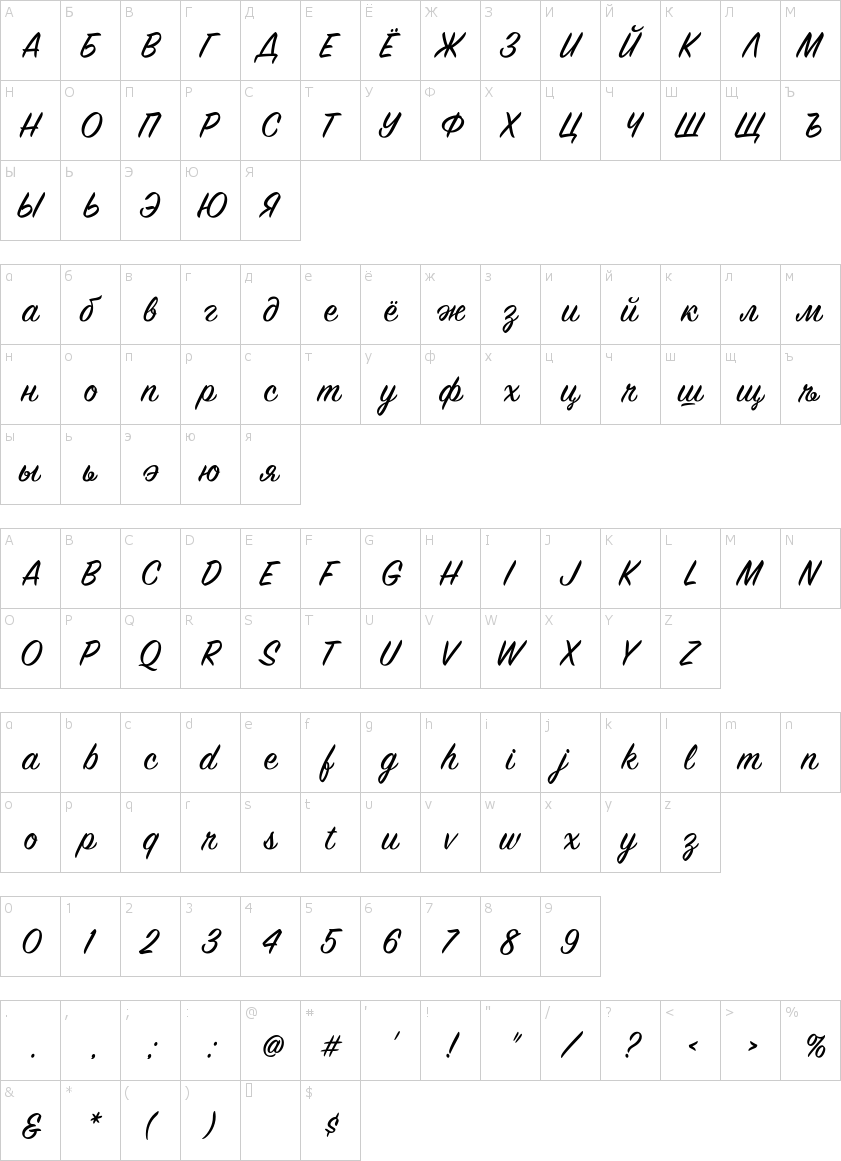 А Б В Г Д Е Ё Ж З И Й К Л М
А Б В Г Д Е Ё Ж З И Й К Л М
Н О П Р С Т У Ф Х Ц Ч Ш Щ Ъ
Н О П Р С Т У Ф Х Ц Ч Ш Щ Ъ
Ы Ь Э Ю Я
Ы Ь Э Ю Я
а б в г д е ё ж з и й к л м
а б в г д е ё ж з и й к л м
н о п р с т у ф х ц ч ш щ ъ
н о п р с т у ф х ц ч ш щ ъ
ы ь э ю я
ы ь э ю я
A B C D E F G H I J K L M N
A B C D E F G H I J K L M N
O P Q R S T U V W X Y Z
O P Q R S T U V W X Y Z
a b c d e f g h i j k l m n
a b c d e f g h i j k l m n
o p q r s t u v w x y z
o p q r s t u v w x y z
0 1 2 3 4 5 6 7 8 9
0 1 2 3 4 5 6 7 8 9
. , ; : @ # ' ! " / ? < > %
. , ; : @ # ' ! " / ? < > %
& * ( ) $
& * ( ) $